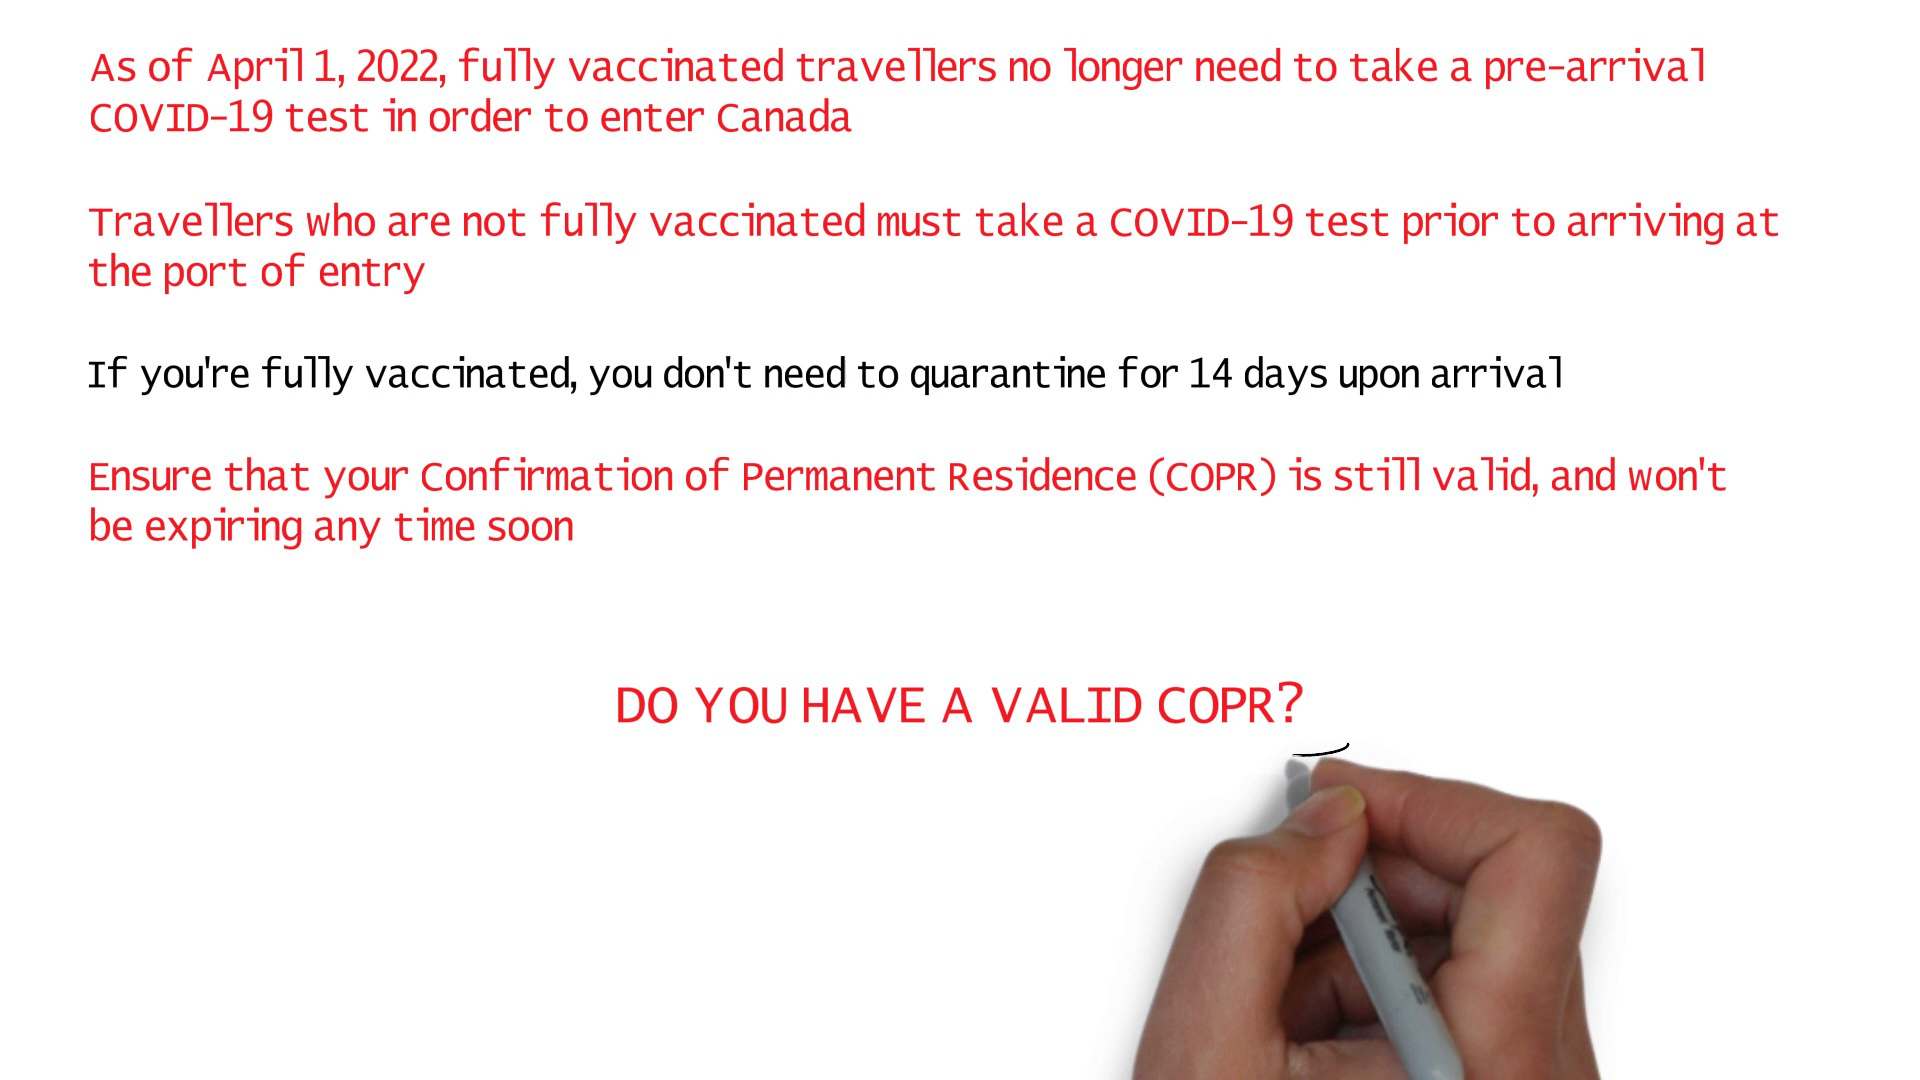 As of April 1, 2022, fully vaccinated travellers no longer need to take a pre-arrival
COVID-19 test in order to enter Canada
Travellers who are not fully vaccinated must take a COVID-19 test prior to arriving at
the port of entry
If you're fully vaccinated, you don't need to quarantine for 14 days upon arrival
Ensure that your Confirmation of Permanent Residence (COPR) is still valid, and won't
be expiring any time soon
DO YOU HAVE A VALID COPR?